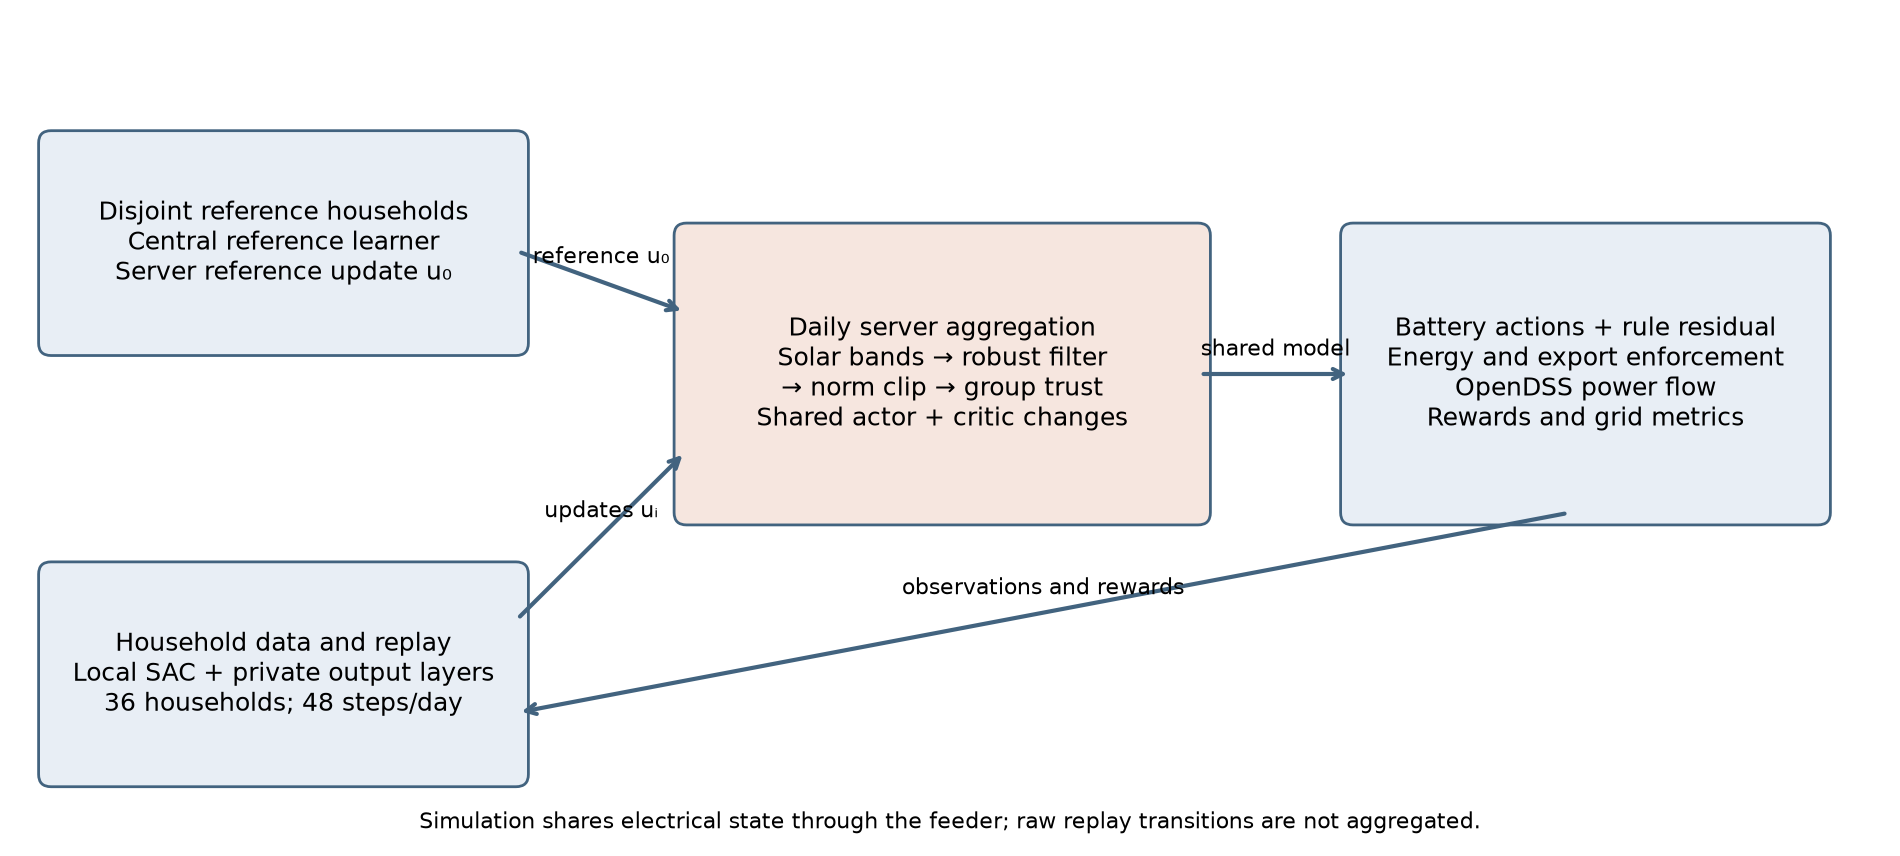 Disjoint reference households
Central reference learner
Server reference update u₀
reference u₀
Daily server aggregation
Solar bands → robust filter
→ norm clip → group trust
Shared actor + critic changes
shared model
Battery actions + rule residual
Energy and export enforcement
OpenDSS power flow
Rewards and grid metrics
updates uᵢ
observations and rewards
Household data and replay
Local SAC + private output layers
36 households; 48 steps/day
Simulation shares electrical state through the feeder; raw replay transitions are not aggregated.